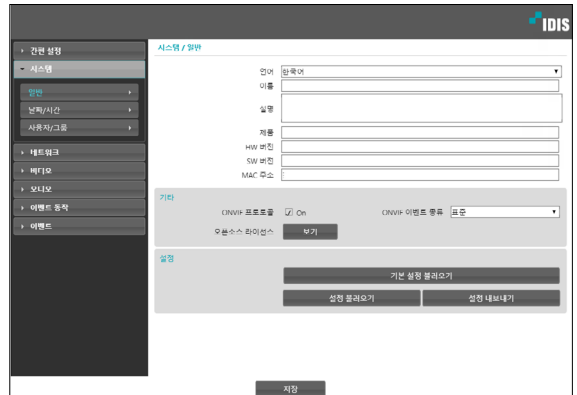 IDIS
간편 설정
시스템
일반
날짜/시간
사용자/그룹
네트워크
비디오
오디오
이벤트 동작
이벤트
시스템 / 일반
언어 한국어
이름
설명
제품
HW 버전
SW 버전
MAC 주소 :
기타
ONVIF 프로토콜 On ONVIF 이벤트 종류 표준
오픈소스 라이선스 보기
설정
기본 설정 불러오기
설정 불러오기 설정 내보내기
저장